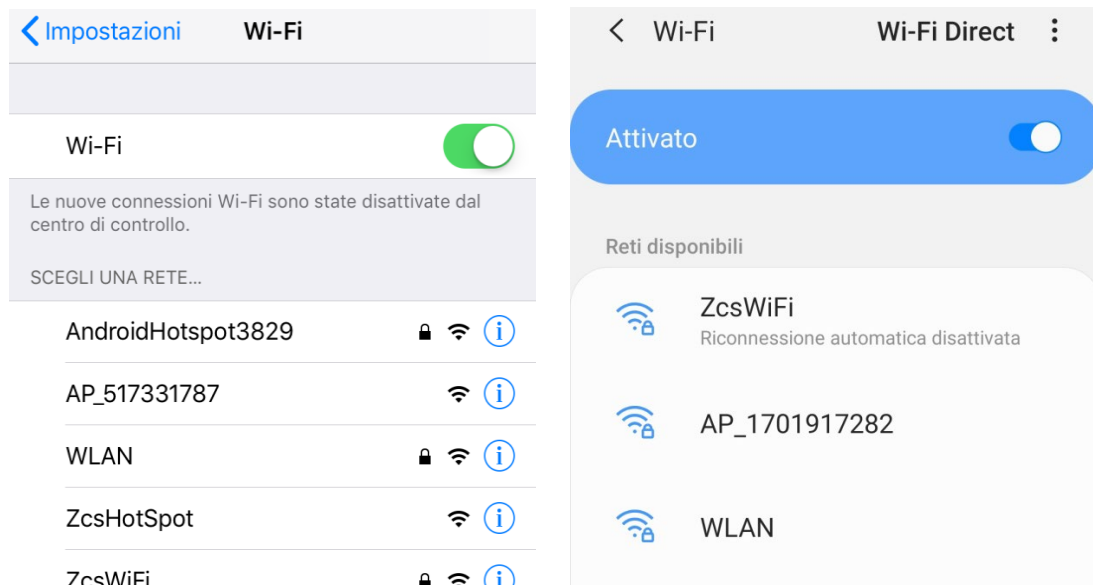 Impostazioni
Wi-Fi
Wi-Fi
Le nuove connessioni Wi-Fi sono state disattivate dal
centro di controllo.
SCEGLI UNA RETE...
AndroidHotspot3829
AP_517331787
WLAN
ZcsHotSpot
ZcsWiFi
Wi-Fi
Wi-Fi Direct
Attivato
Reti disponibili
ZcsWiFi
Riconnessione automatica disattivata
AP_1701917282
WLAN